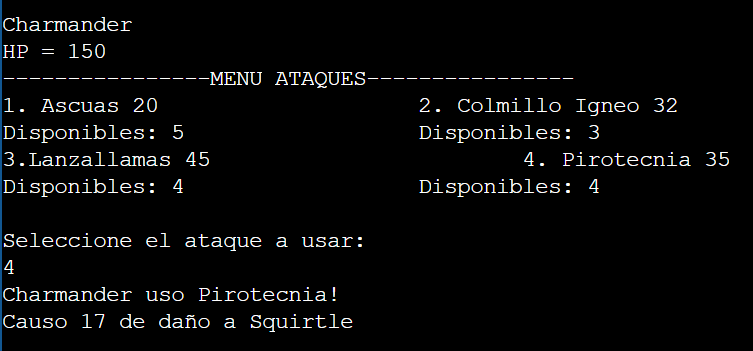 Charmander
HP = 150
----------------MENU ATAQUES----------------
1. Ascuas 20                    2. Colmillo Igneo 32
Disponibles: 5                  Disponibles: 3
3.Lanzallamas 45                        4. Pirotecnia 35
Disponibles: 4                  Disponibles: 4
Seleccione el ataque a usar:
4
Charmander uso Pirotecnia!
Causo 17 de daño a Squirtle